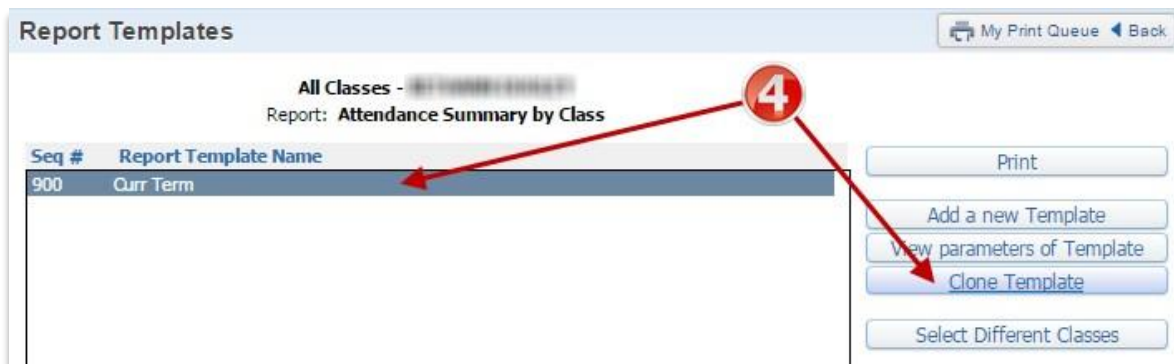 Report Templates
My Print Queue Back
All Classes -
Report: Attendance Summary by Class
4
Seq # Report Template Name
Print
900 Curr Term
Add a new Template
View parameters of Template
Clone Template
Select Different Classes